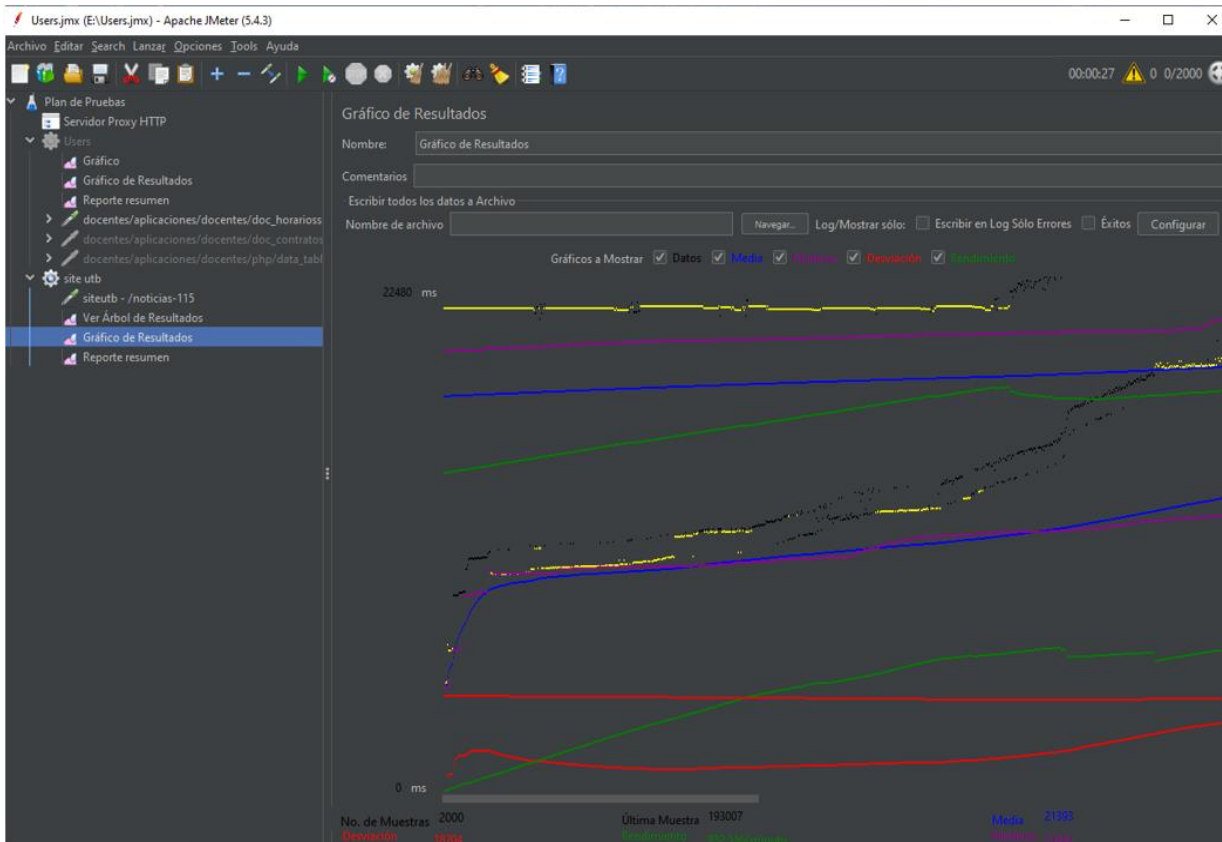 Users.jmx (E:\Users.jmx) - Apache JMeter (5.4.3)
Archivo Editar Search Lanzar Opciones Tools Ayuda
00:00:27 0 0/2000
Plan de Pruebas
Servidor Proxy HTTP
Users
Gráfico
Gráfico de Resultados
Reporte resumen
docentes/aplicaciones/docentes/doc_horarioss
docentes/aplicaciones/docentes/doc_contratos
docentes/aplicaciones/docentes/php/data_tabl
site utb
siteutb - /noticias-115
Ver Árbol de Resultados
Gráfico de Resultados
Reporte resumen
Gráfico de Resultados
Nombre: Gráfico de Resultados
Comentarios
Escribir todos los datos a Archivo
Nombre de archivo Navegar... Log/Mostrar sólo: Escribir en Log Sólo Errores Éxitos Configurar
Gráficos a Mostrar Datos Media Desviación Rendimiento
22480 ms
0 ms
No. de Muestras 2000 Última Muestra 193007 Media 21393
Desviación Rendimiento